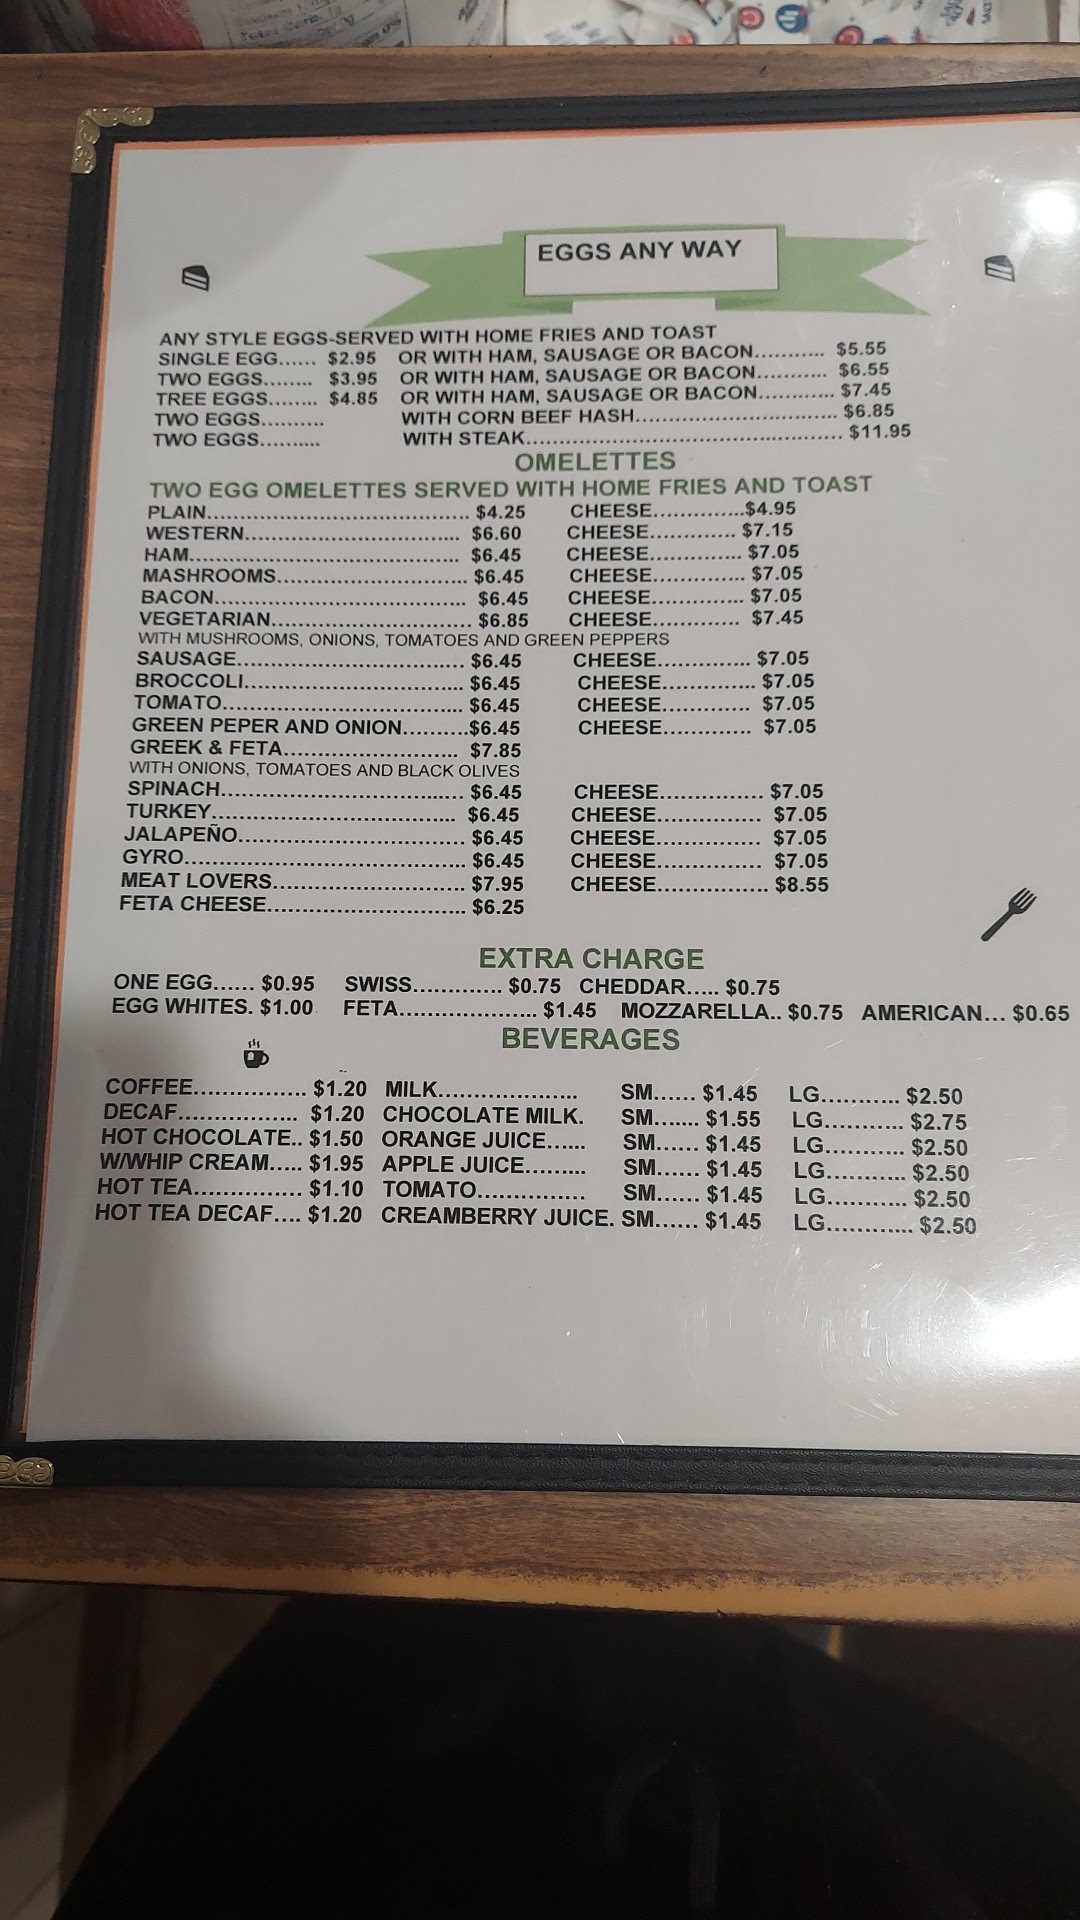 EGGS ANY WAY
ANY STYLE EGGS-SERVED WITH HOME FRIES AND TOAST
SINGLE EGG...... $2.95 OR WITH HAM, SAUSAGE OR BACON........... $5.55
TWO EGGS........ $3.95 OR WITH HAM, SAUSAGE OR BACON........... $6.55
TREE EGGS........ $4.85 OR WITH HAM, SAUSAGE OR BACON............ $7.45
TWO EGGS.......... WITH CORN BEEF HASH................................ $6.85
TWO EGGS.......... WITH STEAK.................................................. $11.95
OMELETTES
TWO EGG OMELETTES SERVED WITH HOME FRIES AND TOAST
PLAIN......................................... $4.25 CHEESE..............$4.95
WESTERN.................................. $6.60 CHEESE............. $7.15
HAM........................................... $6.45 CHEESE.............. $7.05
MASHROOMS.............................. $6.45 CHEESE.............. $7.05
BACON........................................ $6.45 CHEESE.............. $7.05
VEGETARIAN............................... $6.85 CHEESE............. $7.45
WITH MUSHROOMS, ONIONS, TOMATOES AND GREEN PEPPERS
SAUSAGE.................................... $6.45 CHEESE.............. $7.05
BROCCOLI.................................. $6.45 CHEESE.............. $7.05
TOMATO...................................... $6.45 CHEESE............. $7.05
GREEN PEPER AND ONION..........$6.45 CHEESE............. $7.05
GREEK & FETA........................... $7.85
WITH ONIONS, TOMATOES AND BLACK OLIVES
SPINACH...................................... $6.45 CHEESE................ $7.05
TURKEY...................................... $6.45 CHEESE................ $7.05
JALAPEÑO.................................... $6.45 CHEESE................ $7.05
GYRO............................................ $6.45 CHEESE................ $7.05
MEAT LOVERS.............................. $7.95 CHEESE................. $8.55
FETA CHEESE............................... $6.25
EXTRA CHARGE
ONE EGG...... $0.95 SWISS............. $0.75 CHEDDAR..... $0.75
EGG WHITES. $1.00 FETA.................... $1.45 MOZZARELLA.. $0.75 AMERICAN... $0.65
BEVERAGES
COFFEE................. $1.20 MILK..................... SM...... $1.45 LG........... $2.50
DECAF................. $1.20 CHOCOLATE MILK. SM....... $1.55 LG........... $2.75
HOT CHOCOLATE.. $1.50 ORANGE JUICE...... SM...... $1.45 LG........... $2.50
W/WHIP CREAM..... $1.95 APPLE JUICE......... SM...... $1.45 LG........... $2.50
HOT TEA................ $1.10 TOMATO................ SM...... $1.45 LG........... $2.50
HOT TEA DECAF.... $1.20 CREAMBERRY JUICE. SM...... $1.45 LG............ $2.50